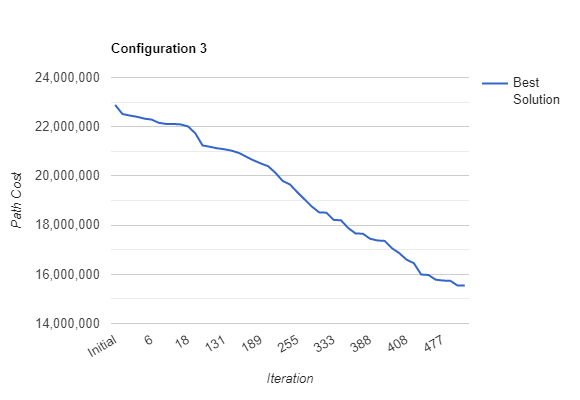 Configuration 3
24,000,000
22,000,000
20,000,000
18,000,000
16,000,000
14,000,000
Path Cost
Initial 6 18 131 189 255 333 388 408 477
Iteration
Best
Solution